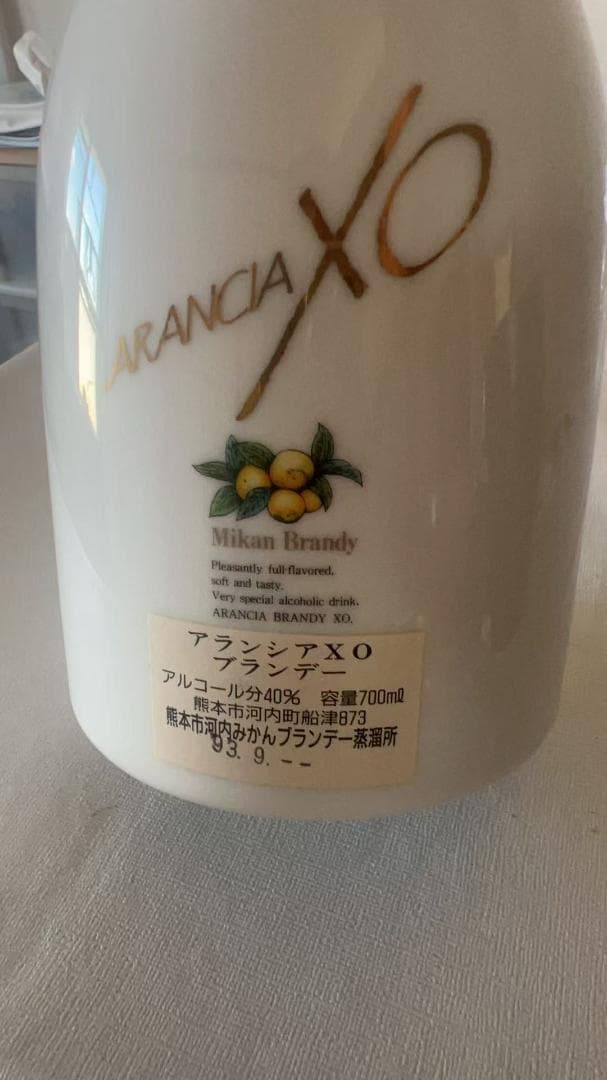 ARANCIA XO
Mikan Brandy
Pleasantly full-flavored,
soft and tasty.
Very special alcoholic drink.
ARANCIA BRANDY XO.
アランシアXO
ブランデー
アルコール分40% 容量700mℓ
熊本市河内町船津873
熊本市河内みかんブランデー蒸溜所
93. 9. --